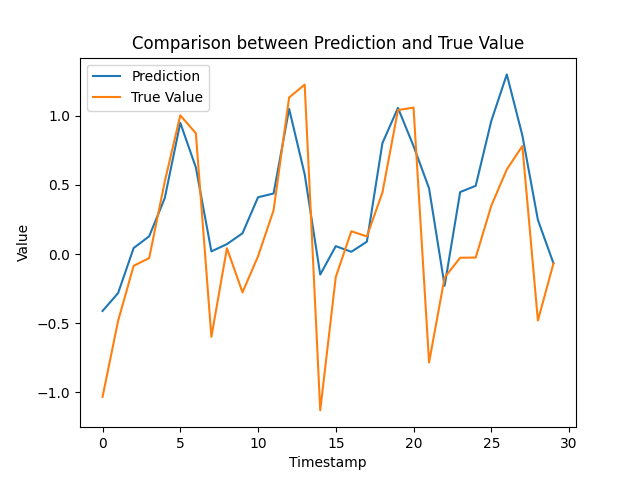 Comparison between Prediction and True Value
Prediction
True Value
1.0
0.5
0.0
−0.5
−1.0
Value
0 5 10 15 20 25 30
Timestamp